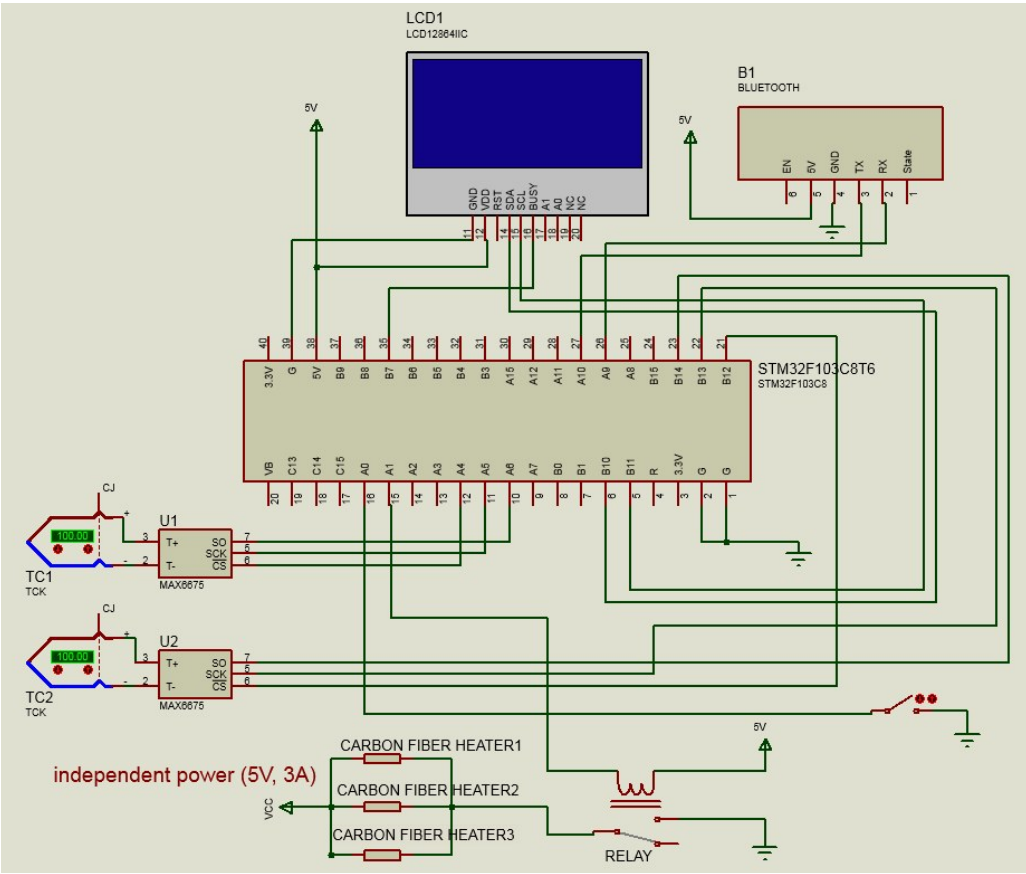 LCD1
LCD12864IIC
B1
BLUETOOTH
5V
5V
EN
5V
GND
TX
RX
State
6
5
4
3
2
1
GND
VDD
RST
SDA
SCL
BUSY
A1
A0
NC
NC
11
12
14
15
16
17
18
19
20
40
39
38
37
36
35
34
33
32
31
30
29
28
27
26
25
24
23
22
21
3.3V
G
5V
B9
B8
B7
B6
B5
B4
B3
A15
A12
A11
A10
A9
A8
B15
B14
B13
B12
STM32F103C8T6
STM32F103C8
VB
C13
C14
C15
A0
A1
A2
A3
A4
A5
A6
A7
B0
B1
B10
B11
R
3.3V
G
G
20
19
18
17
16
15
14
13
12
11
10
9
8
7
6
5
4
3
2
1
CJ
+
100.00
-
TC1
TCK
U1
3
T+
SO
7
SCK
5
2
T-
CS
6
MAX6675
CJ
+
100.00
-
TC2
TCK
U2
3
T+
SO
7
SCK
5
2
T-
CS
6
MAX6675
5V
CARBON FIBER HEATER1
independent power (5V, 3A)
CARBON FIBER HEATER2
VCC
CARBON FIBER HEATER3
RELAY